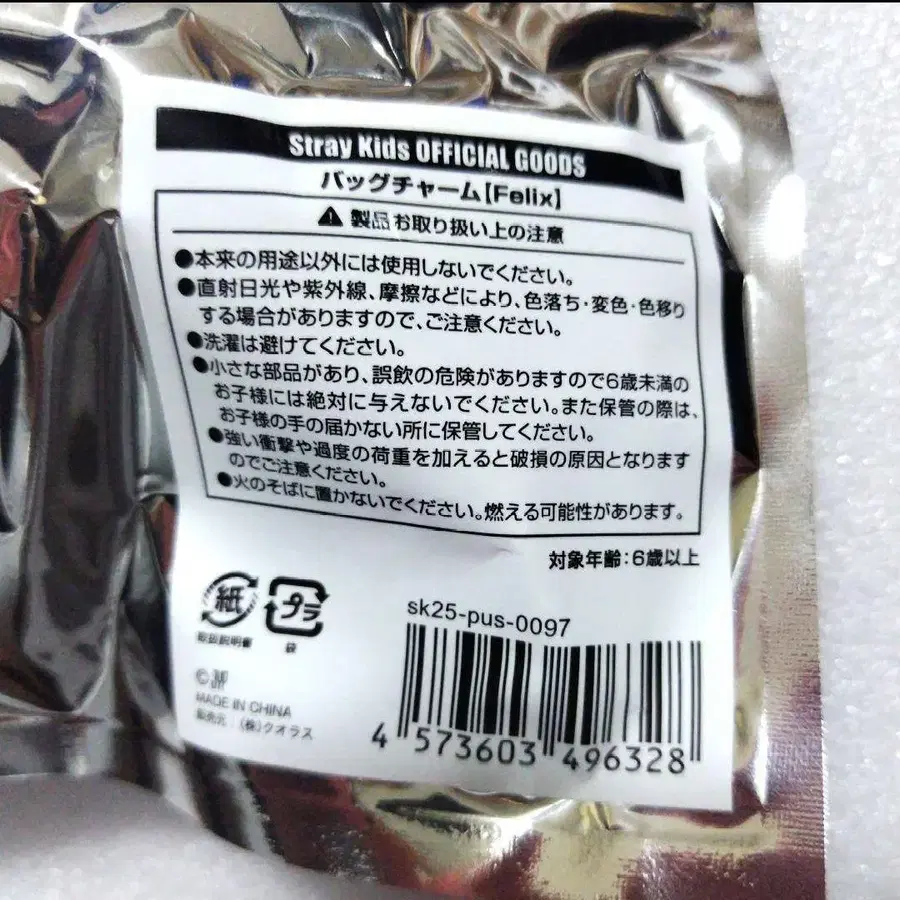 Stray Kids OFFICIAL GOODS
バッグチャーム【Felix】
製品お取り扱い上の注意
●本来の用途以外には使用しないでください。
●直射日光や紫外線、摩擦などにより、色落ち・変色・色移り
する場合がありますので、ご注意ください。
●洗濯は避けてください。
●小さな部品があり、誤飲の危険がありますので6歳未満の
お子様には絶対に与えないでください。また保管の際は、
お子様の手の届かない所に保管してください。
●強い衝撃や過度の荷重を加えると破損の原因となります
のでご注意ください。
●火のそばに置かないでください。燃える可能性があります。
対象年齢：6歳以上
紙
プラ
取扱説明書
袋
sk25-pus-0097
©
MADE IN CHINA
販売元：(株)クオラス
4 573603 496328